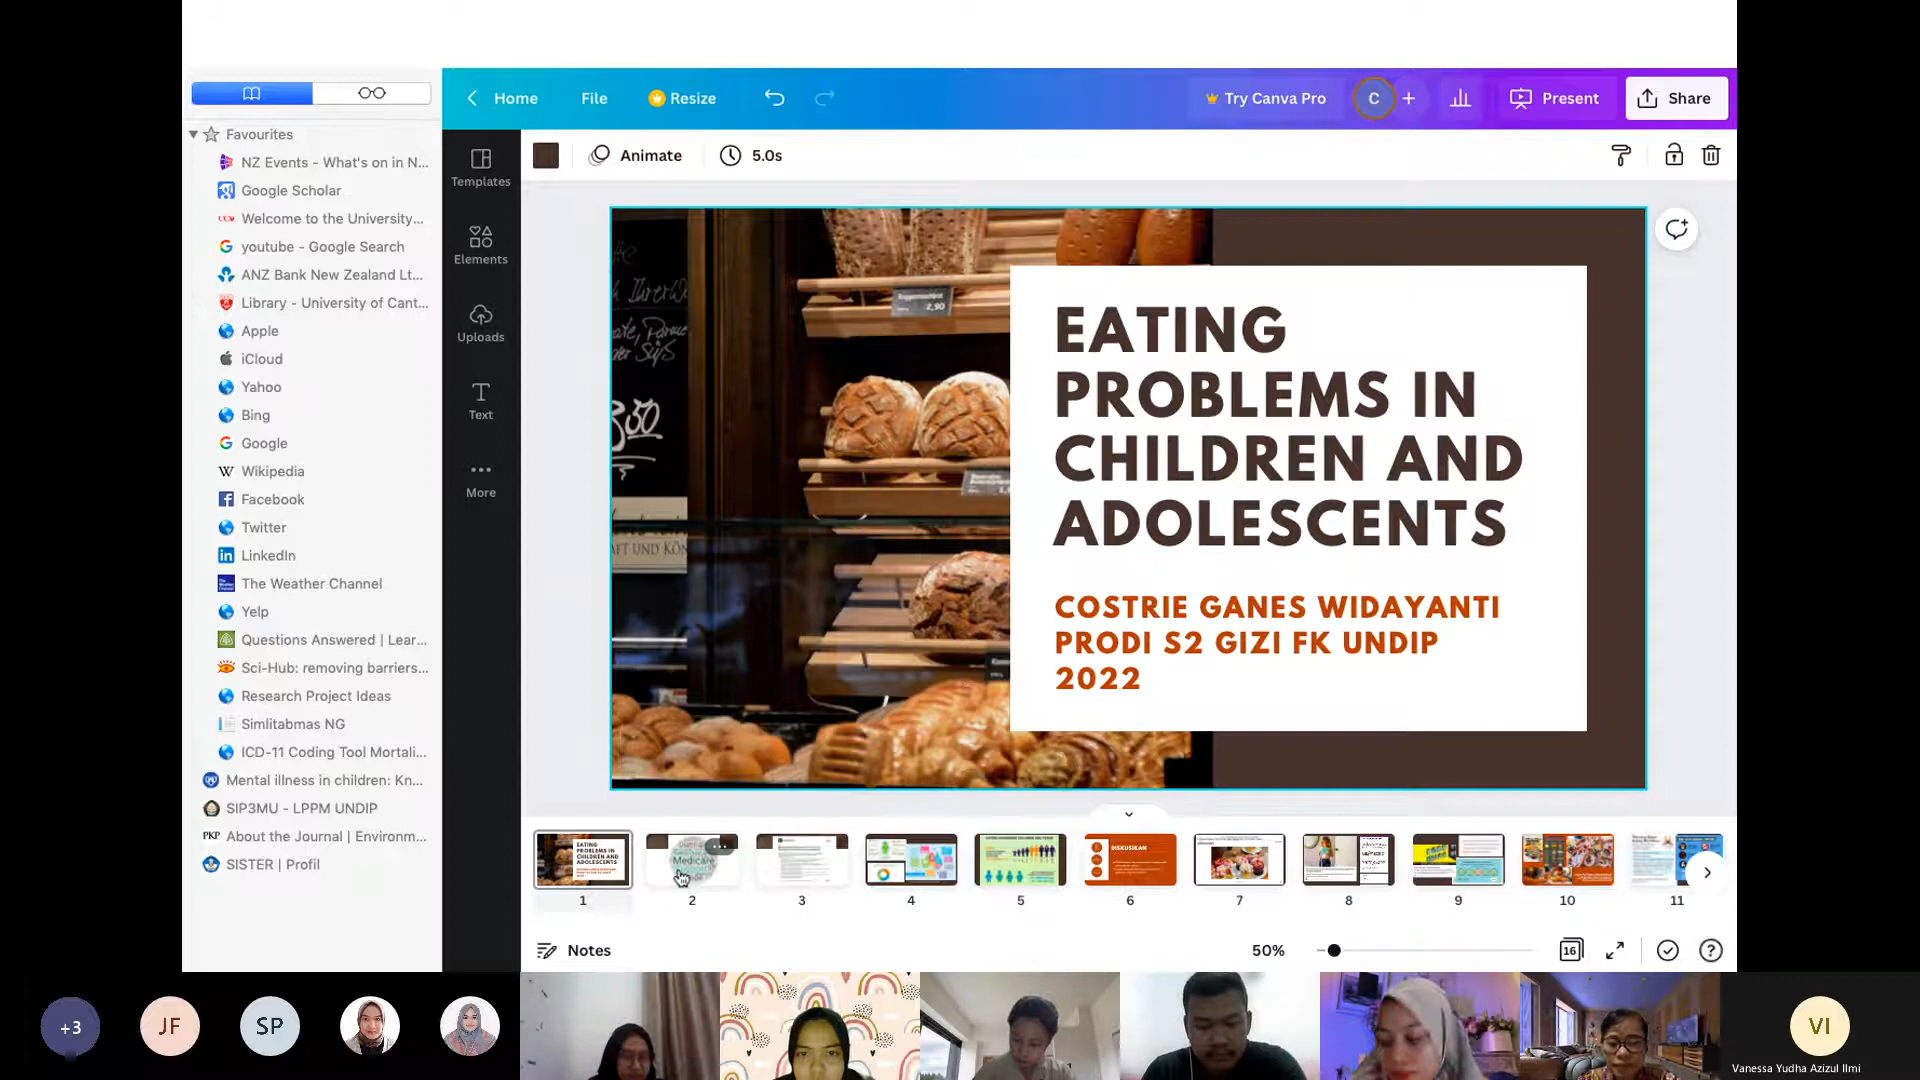 Home
File
Resize
Try Canva Pro
C
Present
Share
Favourites
NZ Events - What's on in N...
Google Scholar
Welcome to the University...
youtube - Google Search
ANZ Bank New Zealand Lt...
Library - University of Cant...
Apple
iCloud
Yahoo
Bing
Google
Wikipedia
Facebook
Twitter
LinkedIn
The Weather Channel
Yelp
Questions Answered | Lear...
Sci-Hub: removing barriers...
Research Project Ideas
Simlitabmas NG
ICD-11 Coding Tool Mortali...
Mental illness in children: Kn...
SIP3MU - LPPM UNDIP
About the Journal | Environm...
SISTER | Profil
Templates
Elements
Uploads
Text
More
Animate
5.0s
2,90
EATING
PROBLEMS IN
CHILDREN AND
ADOLESCENTS
COSTRIE GANES WIDAYANTI
PRODI S2 GIZI FK UNDIP
2022
Medicare
DISKUSIKAN
1
2
3
4
5
6
7
8
9
10
11
Notes
50%
16
+3
JF
SP
VI
Vanessa Yudha Azizul Ilmi